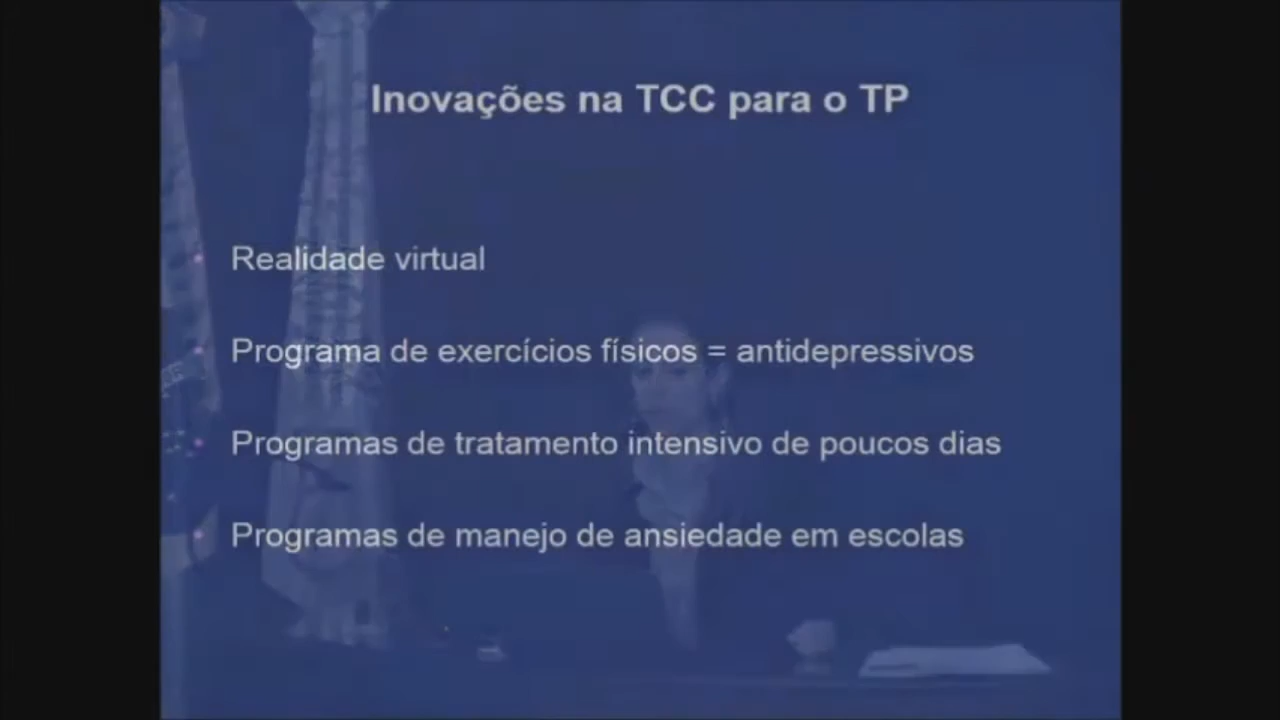 Inovações na TCC para o TP
Realidade virtual
Programa de exercícios físicos = antidepressivos
Programas de tratamento intensivo de poucos dias
Programas de manejo de ansiedade em escolas